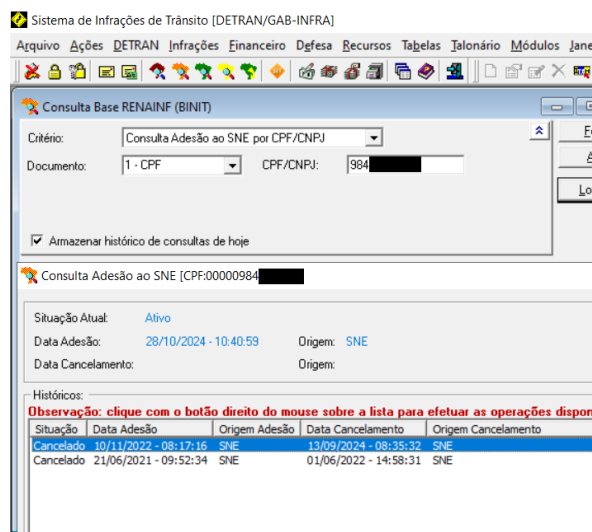 Sistema de Infrações de Trânsito [DETRAN/GAB-INFRA]
Arquivo Ações DETRAN Infrações Financeiro Defesa Recursos Tabelas Talonário Módulos Jane
Consulta Base RENAINF (BINIT)
Critério: Consulta Adesão ao SNE por CPF/CNPJ
Documento: 1 - CPF CPF/CNPJ: 984
Armazenar histórico de consultas de hoje
Consulta Adesão ao SNE [CPF:00000984
Situação Atual: Ativo
Data Adesão: 28/10/2024 - 10:40:59 Origem: SNE
Data Cancelamento: Origem:
Históricos:
Observação: clique com o botão direito do mouse sobre a lista para efetuar as operações dispon
Situação Data Adesão Origem Adesão Data Cancelamento Origem Cancelamento
Cancelado 10/11/2022 - 08:17:16 SNE 13/09/2024 - 08:35:32 SNE
Cancelado 21/06/2021 - 09:52:34 SNE 01/06/2022 - 14:58:31 SNE